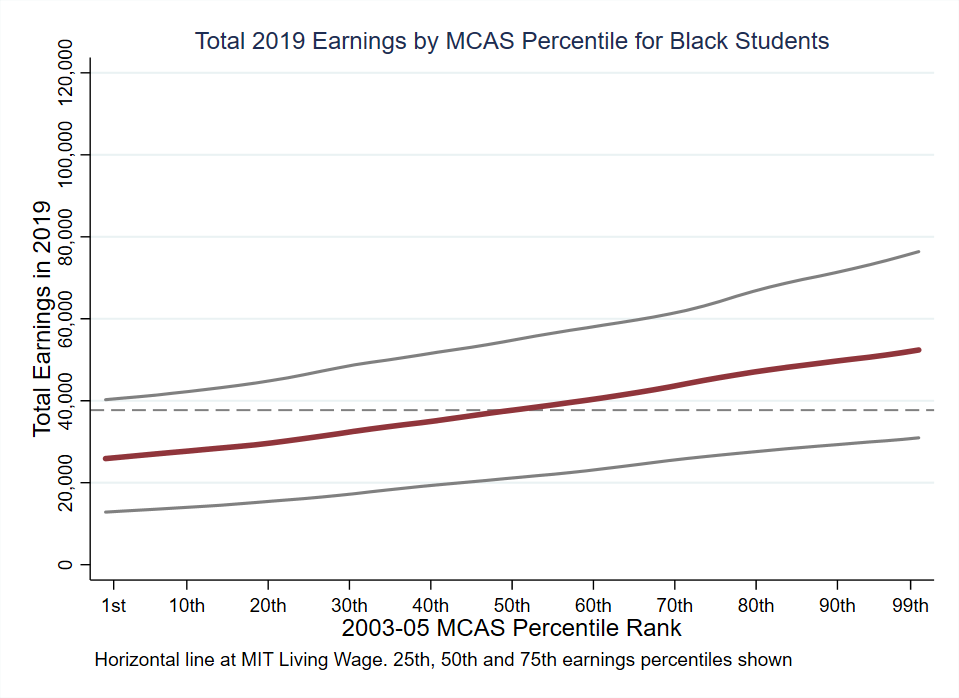 Total 2019 Earnings by MCAS Percentile for Black Students
Total Earnings in 2019
120,000
100,000
80,000
60,000
40,000
20,000
0
1st 10th 20th 30th 40th 50th 60th 70th 80th 90th 99th
2003-05 MCAS Percentile Rank
Horizontal line at MIT Living Wage. 25th, 50th and 75th earnings percentiles shown